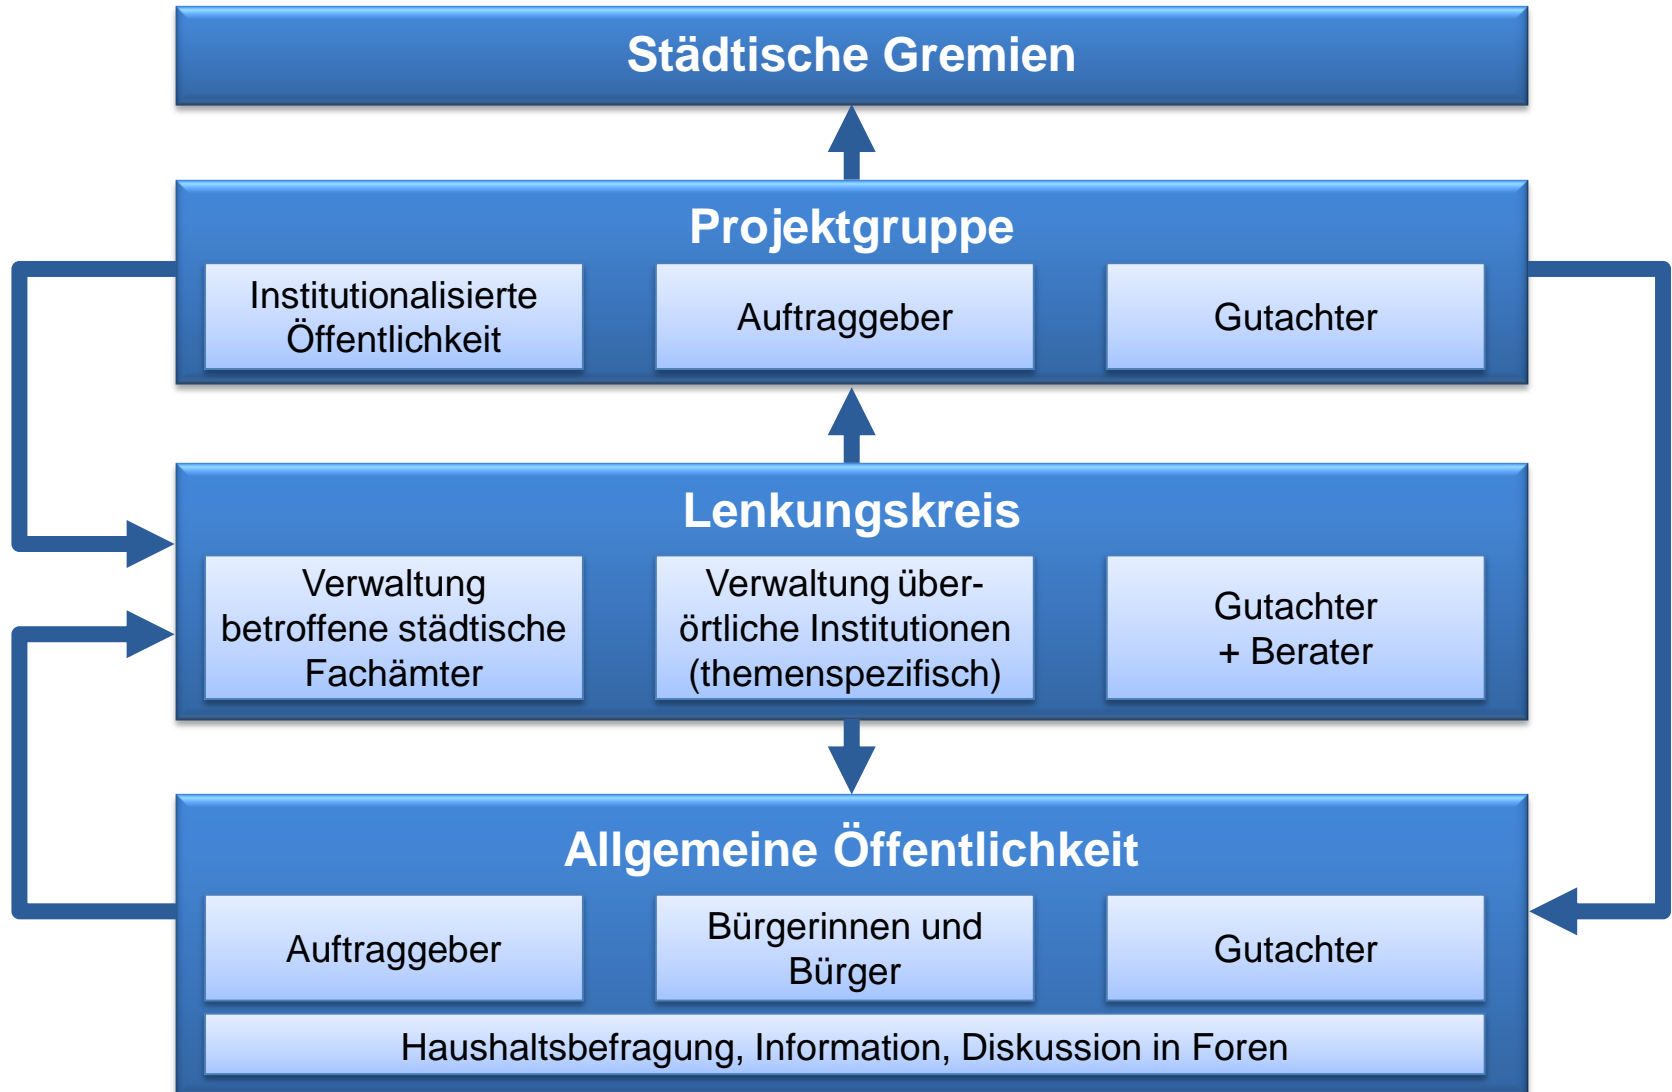 Städtische Gremien
Projektgruppe
Institutionalisierte
Öffentlichkeit
Auftraggeber
Gutachter
Lenkungskreis
Verwaltung
betroffene städtische
Fachämter
Verwaltung über-
örtliche Institutionen
(themenspezifisch)
Gutachter
+ Berater
Allgemeine Öffentlichkeit
Auftraggeber
Bürgerinnen und
Bürger
Gutachter
Haushaltsbefragung, Information, Diskussion in Foren